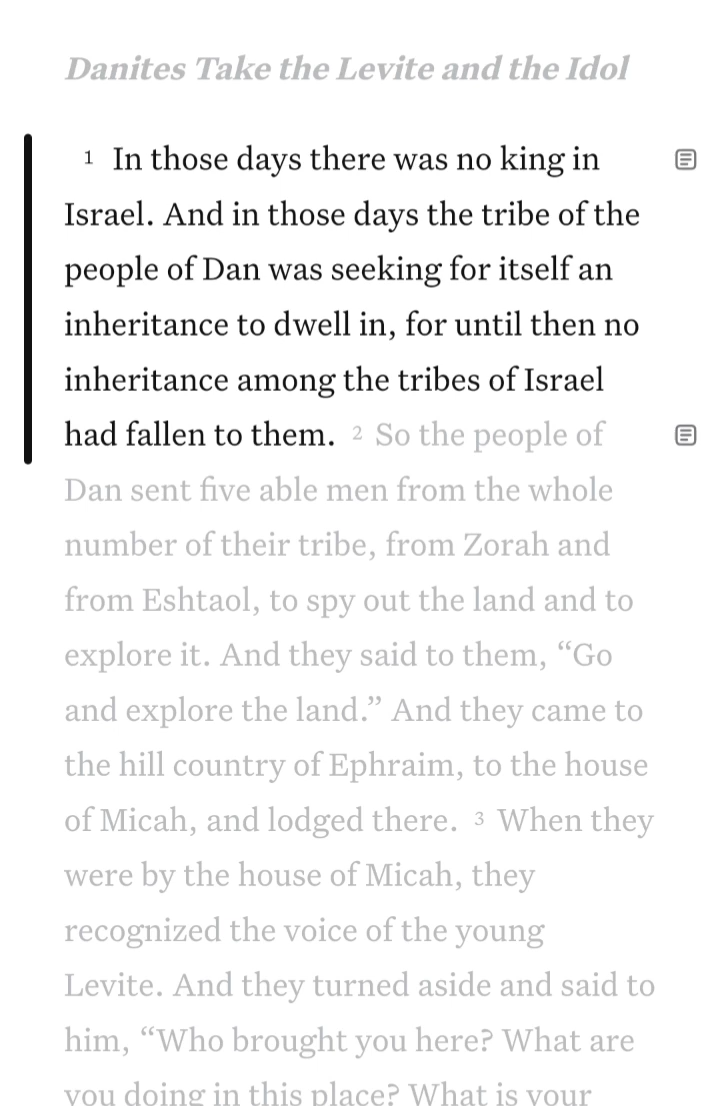 Danites Take the Levite and the Idol
1 In those days there was no king in
Israel. And in those days the tribe of the
people of Dan was seeking for itself an
inheritance to dwell in, for until then no
inheritance among the tribes of Israel
had fallen to them. 2 So the people of
Dan sent five able men from the whole
number of their tribe, from Zorah and
from Eshtaol, to spy out the land and to
explore it. And they said to them, “Go
and explore the land.” And they came to
the hill country of Ephraim, to the house
of Micah, and lodged there. 3 When they
were by the house of Micah, they
recognized the voice of the young
Levite. And they turned aside and said to
him, “Who brought you here? What are
you doing in this place? What is your